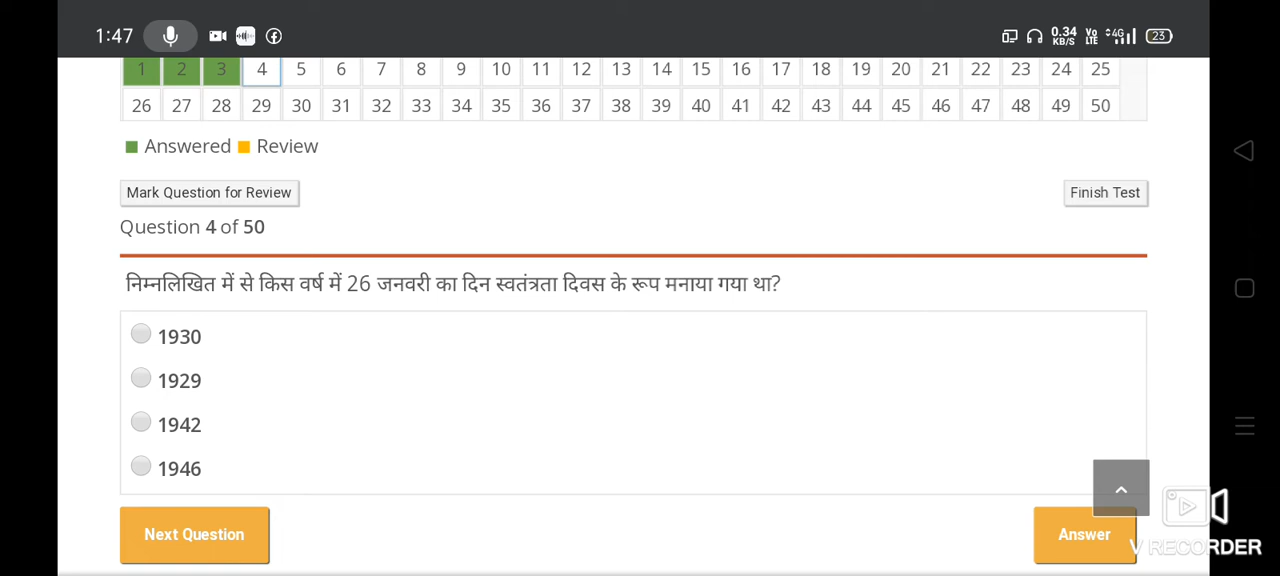 1:47 0.34 KB/S Vo LTE 4G 23
1 2 3 4 5 6 7 8 9 10 11 12 13 14 15 16 17 18 19 20 21 22 23 24 25
26 27 28 29 30 31 32 33 34 35 36 37 38 39 40 41 42 43 44 45 46 47 48 49 50
Answered Review
Mark Question for Review Finish Test
Question 4 of 50
निम्नलिखित में से किस वर्ष में 26 जनवरी का दिन स्वतंत्रता दिवस के रूप मनाया गया था?
1930
1929
1942
1946
Next Question Answer
V RECORDER